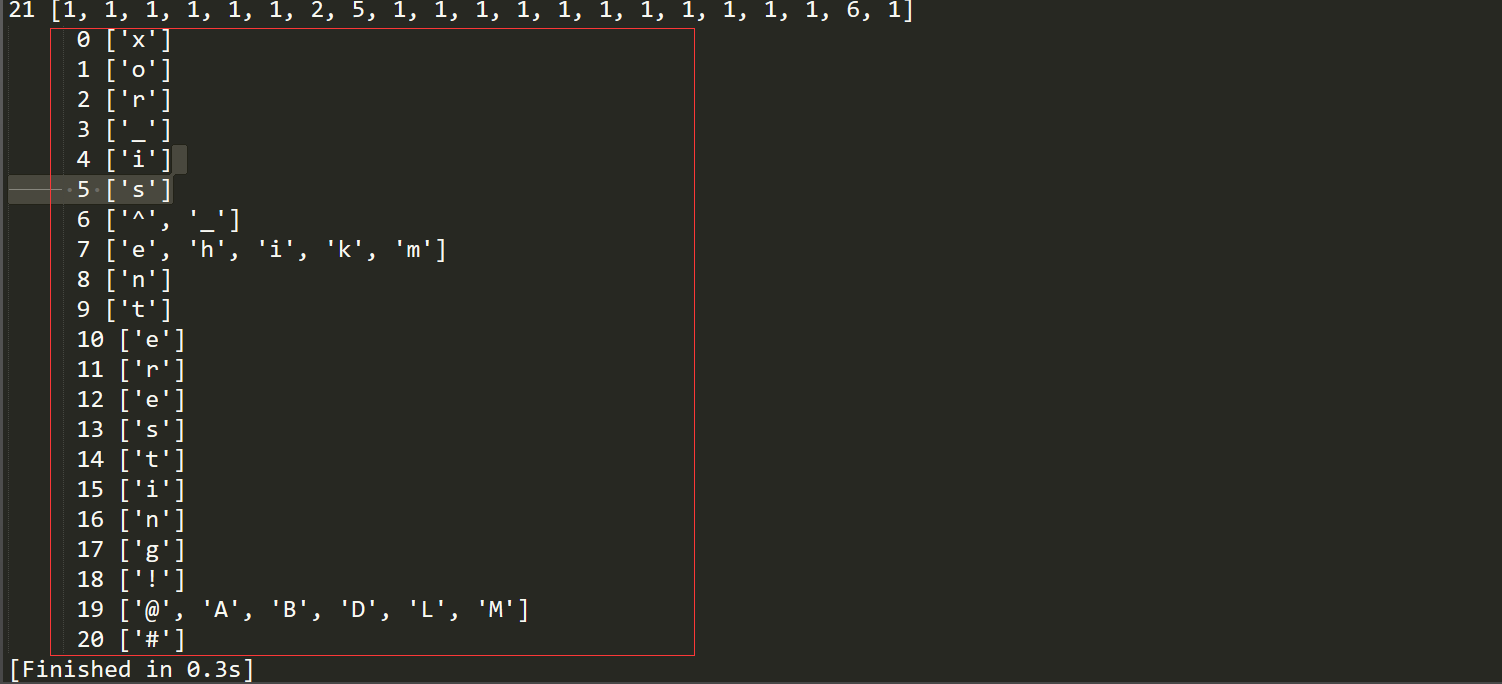 21 [1, 1, 1, 1, 1, 1, 2, 5, 1, 1, 1, 1, 1, 1, 1, 1, 1, 1, 1, 6, 1]
0 ['x']
1 ['o']
2 ['r']
3 ['_']
4 ['i']
5 ['s']
6 ['^', '_']
7 ['e', 'h', 'i', 'k', 'm']
8 ['n']
9 ['t']
10 ['e']
11 ['r']
12 ['e']
13 ['s']
14 ['t']
15 ['i']
16 ['n']
17 ['g']
18 ['!']
19 ['@', 'A', 'B', 'D', 'L', 'M']
20 ['#']
[Finished in 0.3s]